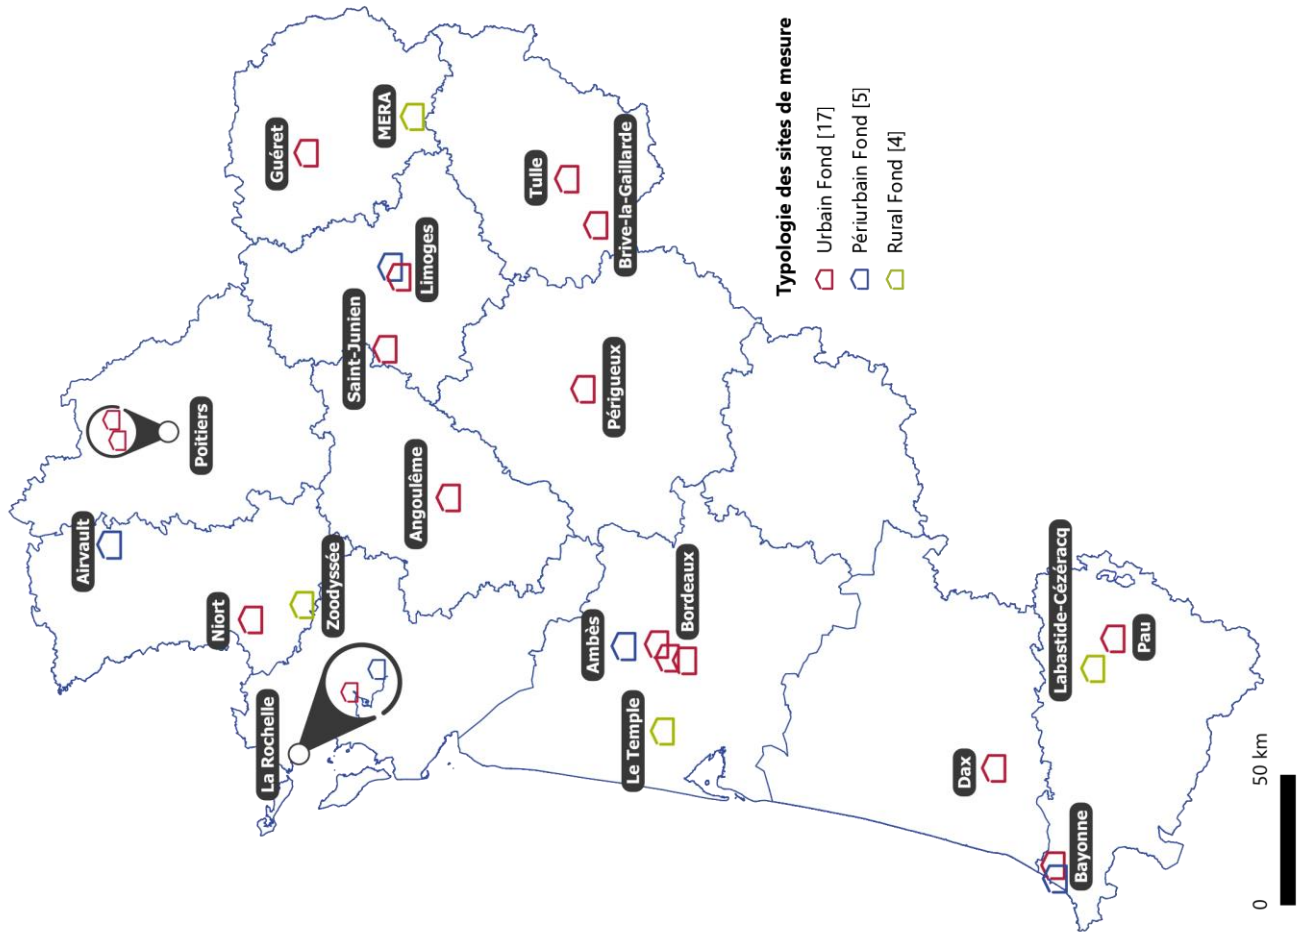 Airvault
Poitiers
Niort
Zoodyssée
La Rochelle
Guéret
MERA
Saint-Junien
Limoges
Angoulême
Tulle
Brive-la-Gaillarde
Périgueux
Ambès
Bordeaux
Le Temple
Dax
Bayonne
Labastide-Cézéracq
Pau
Typologie des sites de mesure
Urbain Fond [17]
Périurbain Fond [5]
Rural Fond [4]
0 50 km